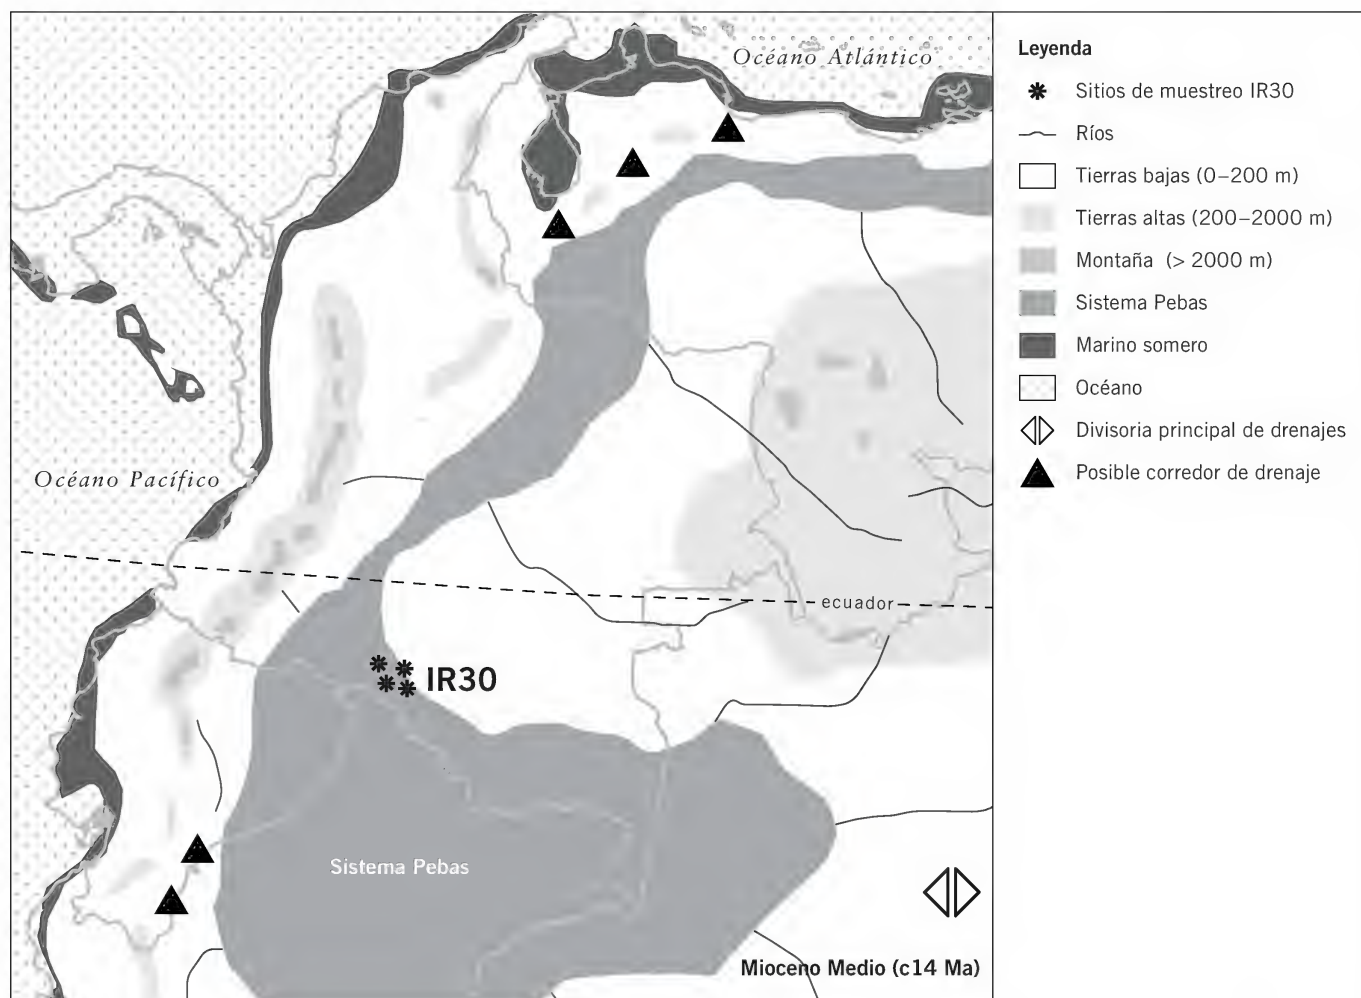 Océano Atlántico
Océano Pacífico
ecuador
IR30
Sistema Pebas
Mioceno Medio (c14 Ma)
Leyenda
Sitios de muestreo IR30
Ríos
Tierras bajas (0–200 m)
Tierras altas (200–2000 m)
Montaña (> 2000 m)
Sistema Pebas
Marino somero
Océano
Divisoria principal de drenajes
Posible corredor de drenaje